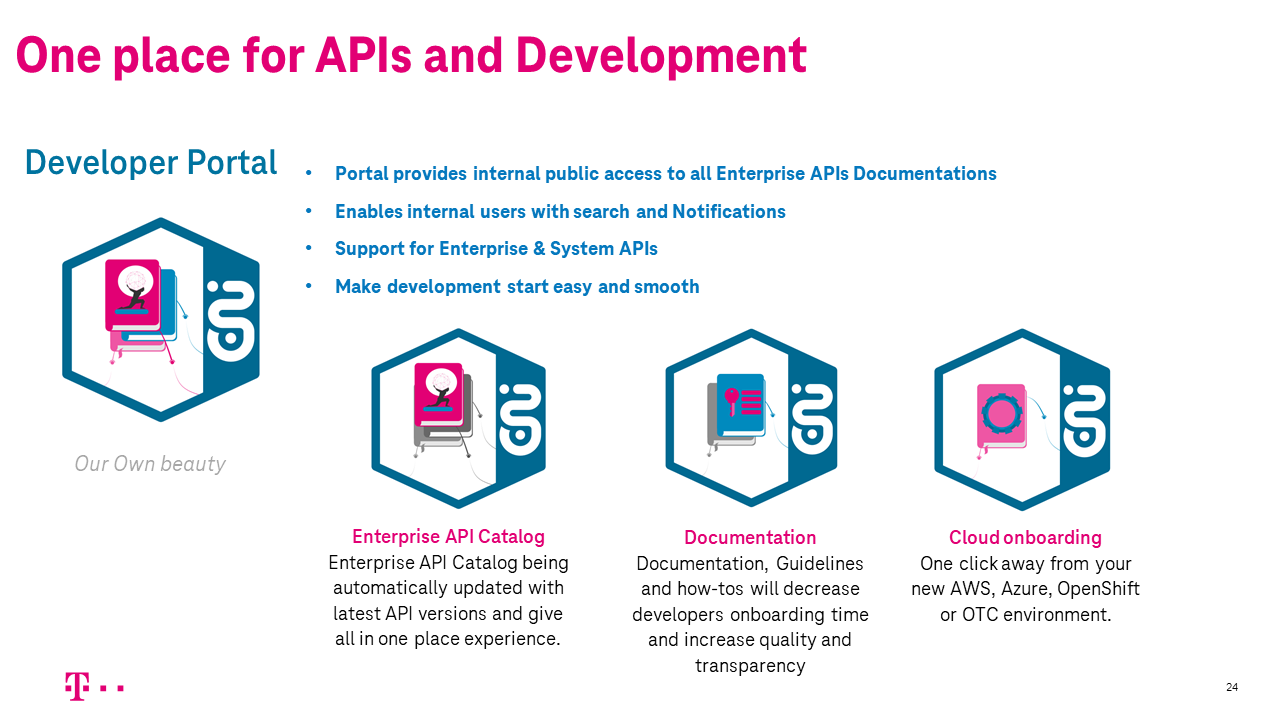 One place for APIs and Development
Developer Portal
• Portal provides internal public access to all Enterprise APIs Documentations
• Enables internal users with search and Notifications
• Support for Enterprise & System APIs
• Make development start easy and smooth
Our Own beauty
Enterprise API Catalog
Enterprise API Catalog being
automatically updated with
latest API versions and give
all in one place experience.
Documentation
Documentation, Guidelines
and how-tos will decrease
developers onboarding time
and increase quality and
transparency
Cloud onboarding
One click away from your
new AWS, Azure, OpenShift
or OTC environment.
T
24